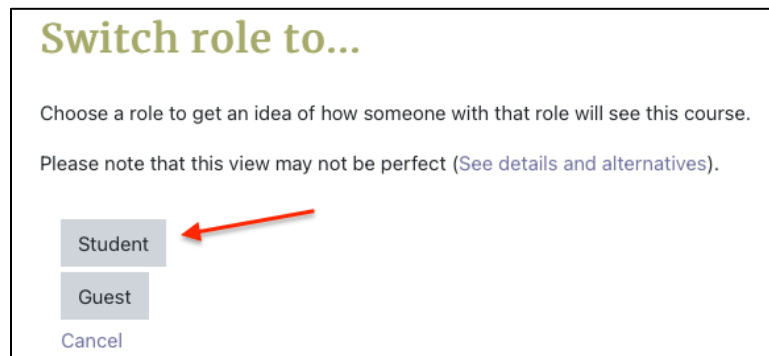 Switch role to...
Choose a role to get an idea of how someone with that role will see this course.
Please note that this view may not be perfect (See details and alternatives).
Student
Guest
Cancel